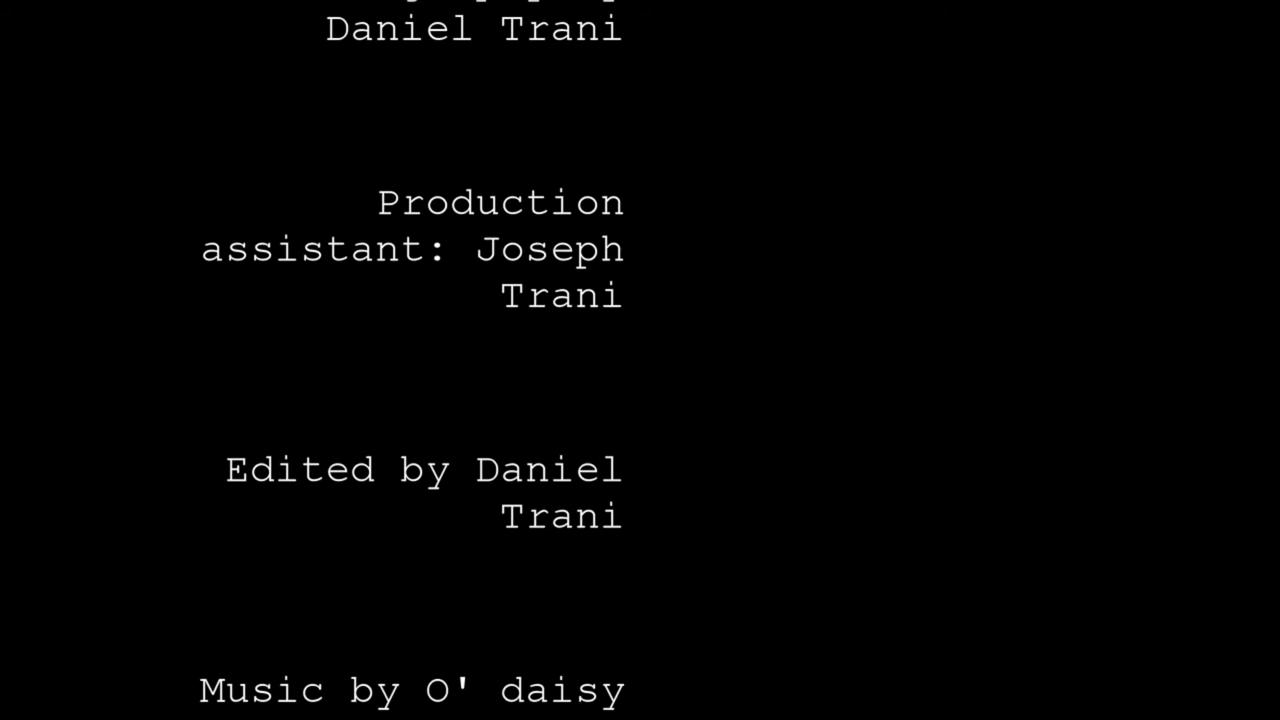 Daniel Trani
Production
assistant: Joseph
Trani
Edited by Daniel
Trani
Music by O' daisy